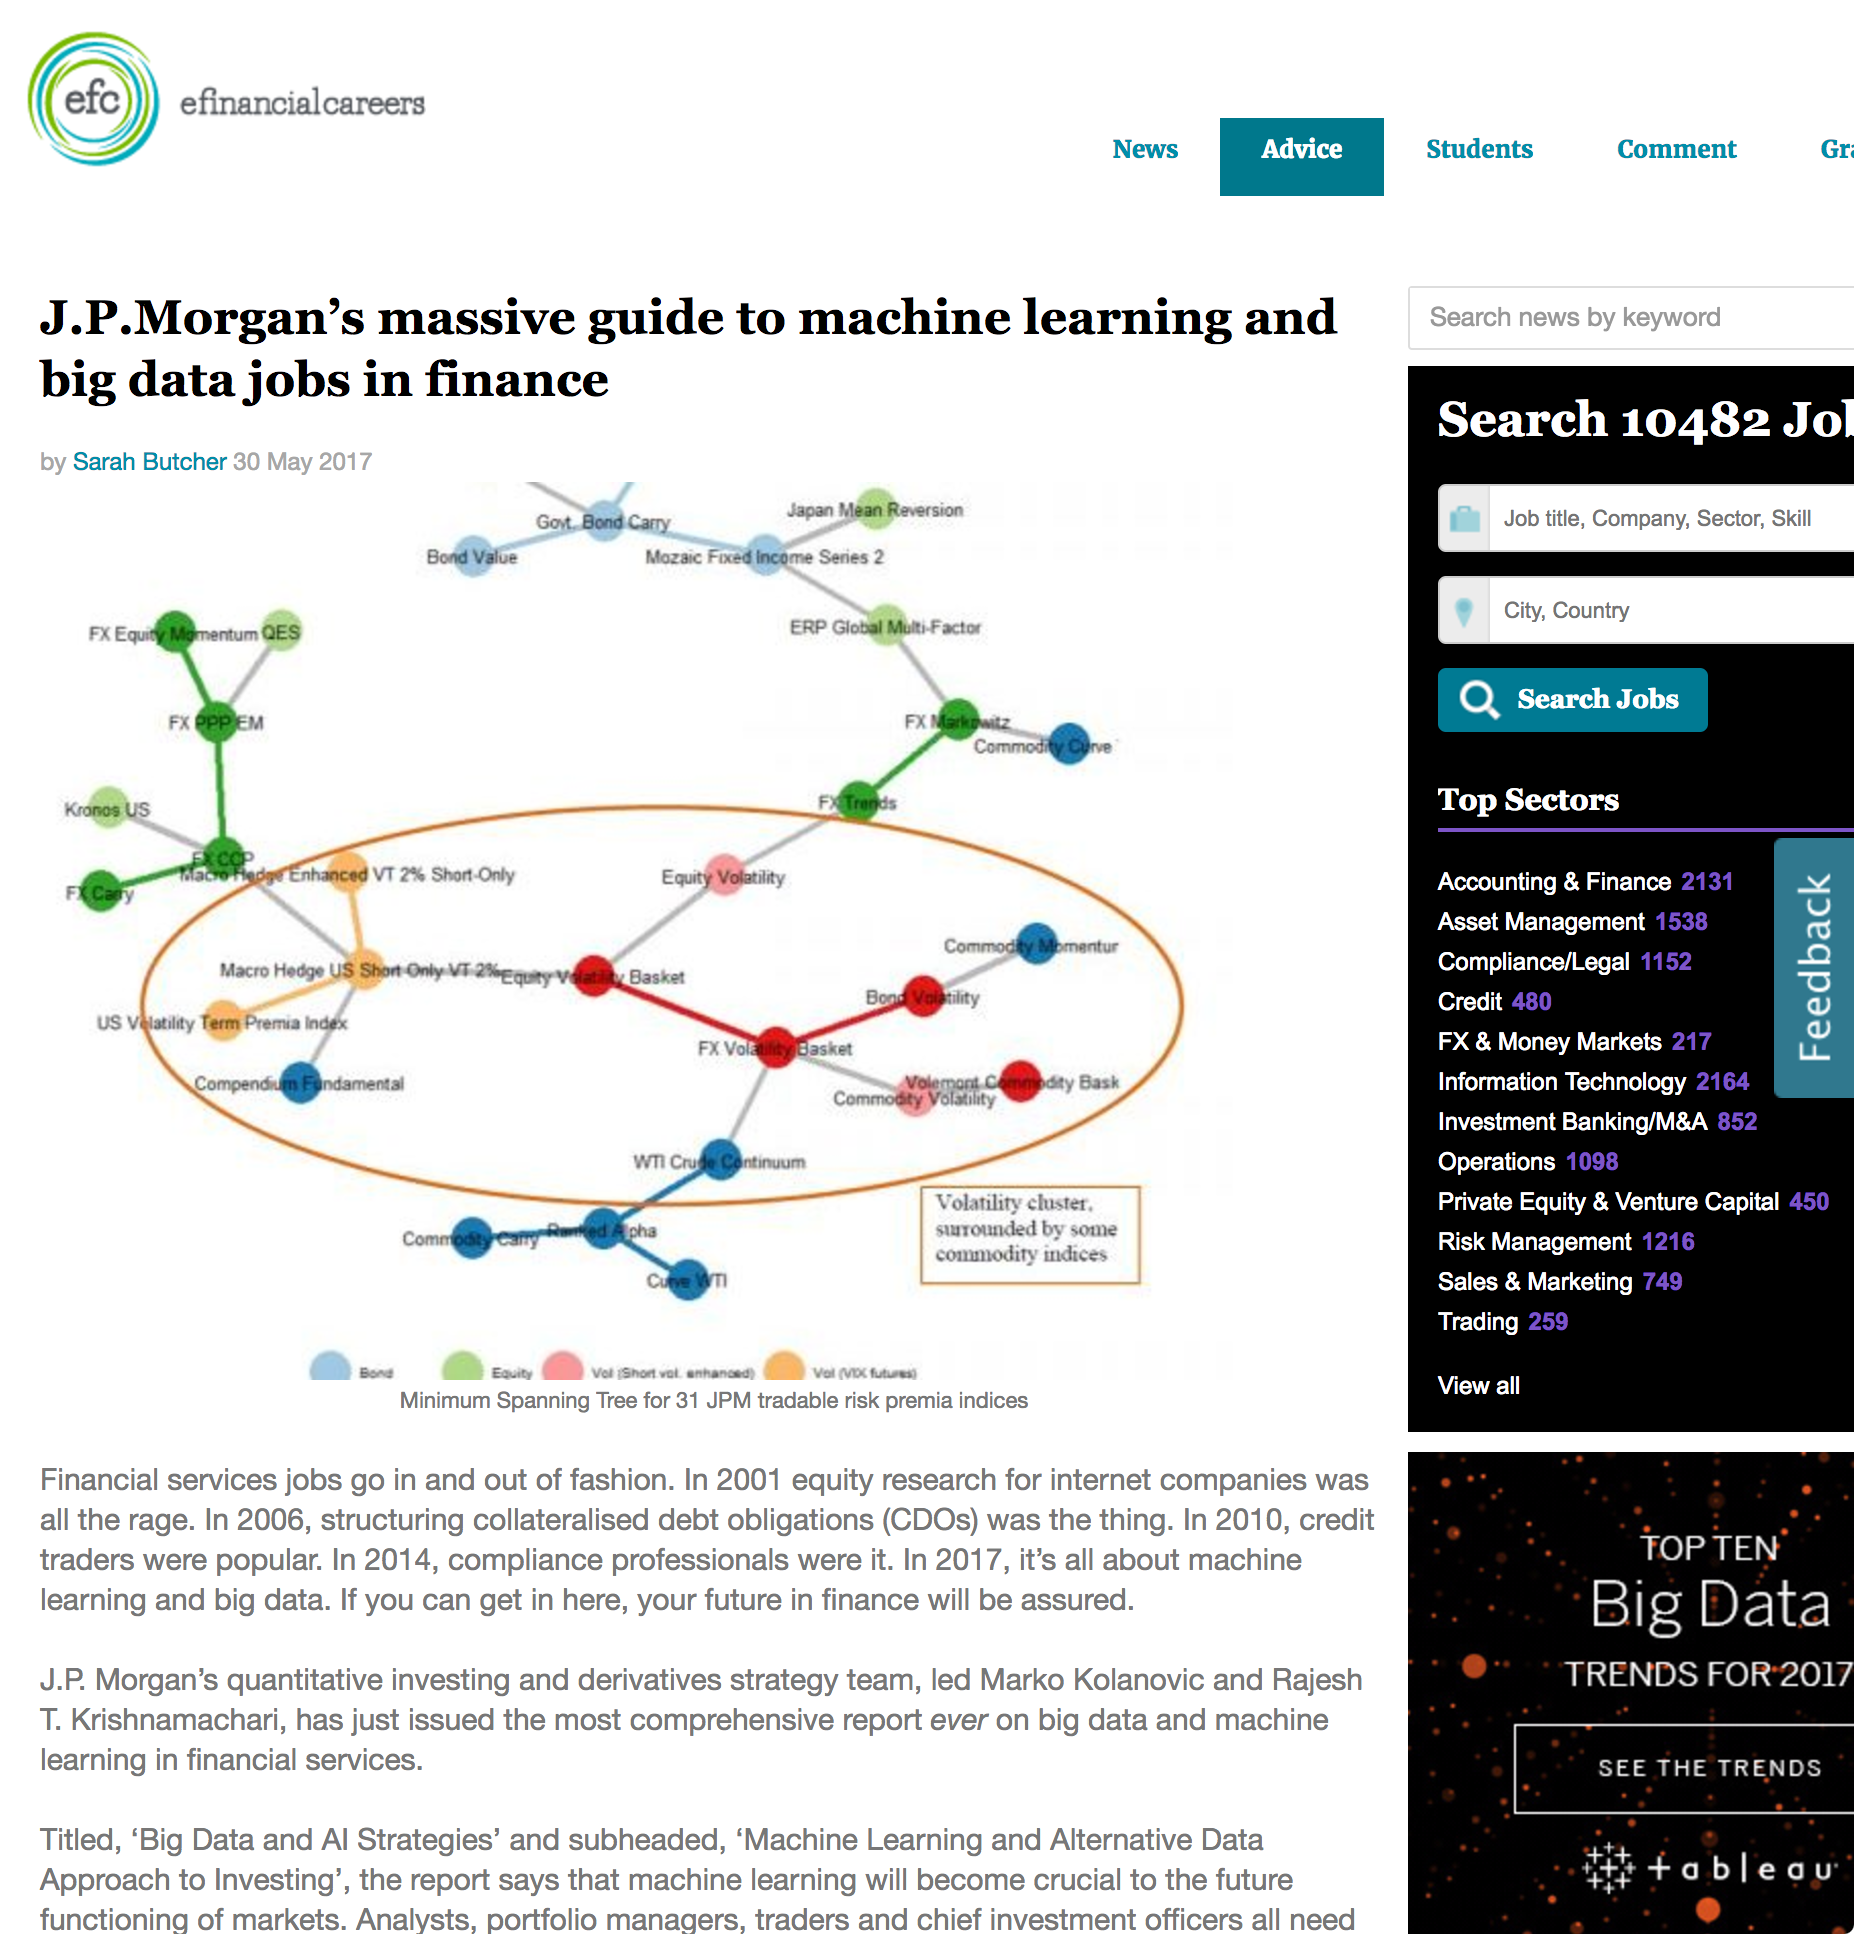 efc efinancialcareers
News Advice Students Comment Gra
J.P.Morgan’s massive guide to machine learning and
big data jobs in finance
by Sarah Butcher 30 May 2017
Japan Mean Reversion
Govt. Bond Carry
Bond Value
Mozaic Fixed Income Series 2
ERP Global Multi-Factor
FX Equity Momentum QES
FX PPP EM
FX Markowitz
Commodity Curve
FX Trends
Kronos US
FX CCP
Macro Hedge Enhanced VT 2% Short-Only
FX Carry
Equity Volatility
Commodity Momentur
Macro Hedge US Short Only VT 2%
Equity Volatility Basket
Bond Volatility
US Volatility Term Premia Index
FX Volatility Basket
Compendium Fundamental
Volemont Commodity Bask
Commodity Volatility
WTI Crude Continuum
Volatility cluster,
surrounded by some
commodity indices
Commodity Carry
Ranked Alpha
Curve WTI
Bond Equity Vol (Short vol. enhanced) Vol (VIX futures)
Minimum Spanning Tree for 31 JPM tradable risk premia indices
Financial services jobs go in and out of fashion. In 2001 equity research for internet companies was
all the rage. In 2006, structuring collateralised debt obligations (CDOs) was the thing. In 2010, credit
traders were popular. In 2014, compliance professionals were it. In 2017, it’s all about machine
learning and big data. If you can get in here, your future in finance will be assured.
J.P. Morgan’s quantitative investing and derivatives strategy team, led Marko Kolanovic and Rajesh
T. Krishnamachari, has just issued the most comprehensive report ever on big data and machine
learning in financial services.
Titled, ‘Big Data and AI Strategies’ and subheaded, ‘Machine Learning and Alternative Data
Approach to Investing’, the report says that machine learning will become crucial to the future
functioning of markets. Analysts, portfolio managers, traders and chief investment officers all need
Search news by keyword
Search 10482 Job
Job title, Company, Sector, Skill
City, Country
Search Jobs
Top Sectors
Accounting & Finance 2131
Asset Management 1538
Compliance/Legal 1152
Credit 480
FX & Money Markets 217
Information Technology 2164
Investment Banking/M&A 852
Operations 1098
Private Equity & Venture Capital 450
Risk Management 1216
Sales & Marketing 749
Trading 259
View all
Feedback
TOP TEN
Big Data
TRENDS FOR 2017
SEE THE TRENDS
tableau